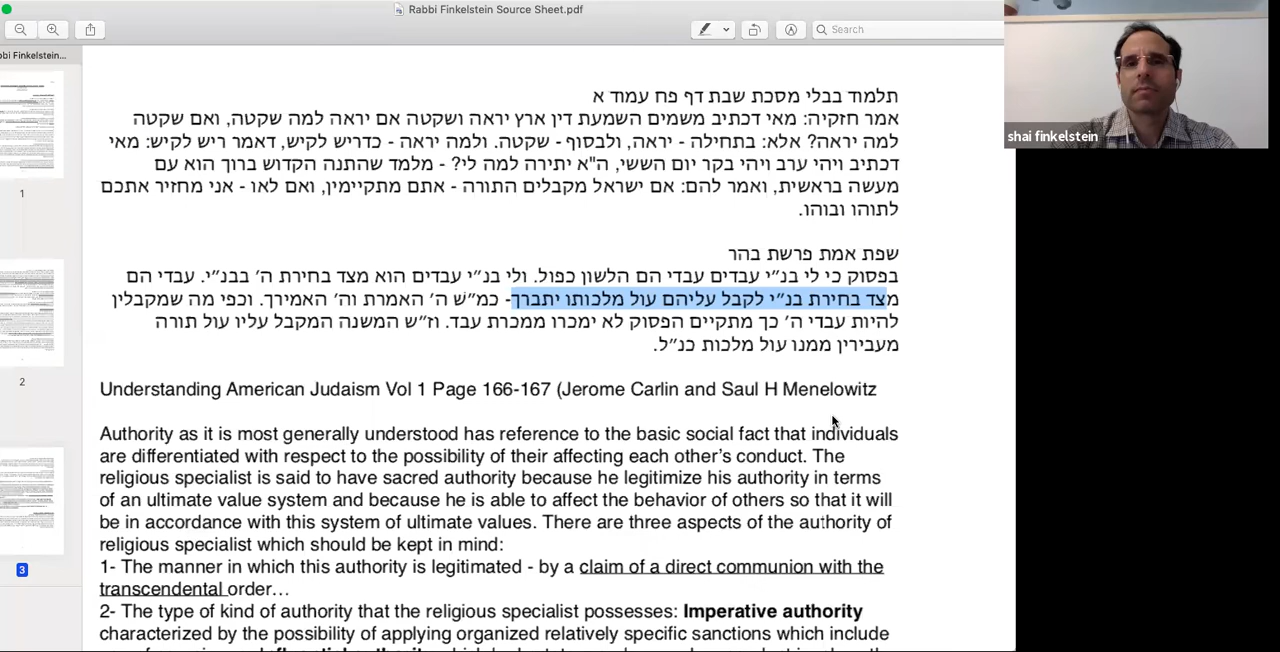 Rabbi Finkelstein Source Sheet.pdf
Search
bbi Finkelstein...
shai finkelstein
1
2
3
תלמוד בבלי מסכת שבת דף פח עמוד א
אמר חזקיה: מאי דכתיב משמים השמעת דין ארץ יראה ושקטה אם יראה למה שקטה, ואם שקטה
למה יראה? אלא: בתחילה - יראה, ולבסוף - שקטה. ולמה יראה - כדריש לקיש, דאמר ריש לקיש: מאי
דכתיב ויהי ערב ויהי בקר יום הששי, ה"א יתירה למה לי? - מלמד שהתנה הקדוש ברוך הוא עם
מעשה בראשית, ואמר להם: אם ישראל מקבלים התורה - אתם מתקיימין, ואם לאו - אני מחזיר אתכם
לתוהו ובוהו.
שפת אמת פרשת בהר
בפסוק כי לי בנ״י עבדים עבדי הם הלשון כפול. ולי בנ״י עבדים הוא מצד בחירת ה׳ בבנ״י. עבדי הם
מצד בחירת בנ״י לקבל עליהם עול מלכותו יתברך- כמ״ש ה׳ האמרת וה׳ האמירך. וכפי מה שמקבלין
להיות עבדי ה׳ כך מתקיים הפסוק לא ימכרו ממכרת עבד. וז״ש המשנה המקבל עליו עול תורה
מעבירין ממנו עול מלכות כנ״ל.
Understanding American Judaism Vol 1 Page 166-167 (Jerome Carlin and Saul H Menelowitz
Authority as it is most generally understood has reference to the basic social fact that individuals
are differentiated with respect to the possibility of their affecting each other's conduct. The
religious specialist is said to have sacred authority because he legitimize his authority in terms
of an ultimate value system and because he is able to affect the behavior of others so that it will
be in accordance with this system of ultimate values. There are three aspects of the authority of
religious specialist which should be kept in mind:
1- The manner in which this authority is legitimated - by a claim of a direct communion with the
transcendental order…
2- The type of kind of authority that the religious specialist possesses: Imperative authority
characterized by the possibility of applying organized relatively specific sanctions which include